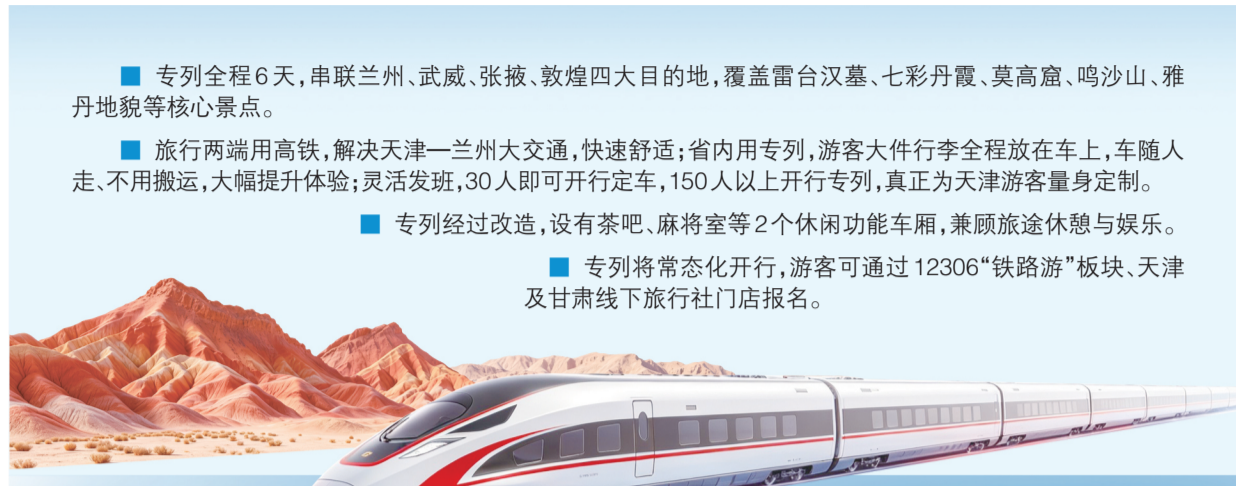 ■ 专列全程6天,串联兰州、武威、张掖、敦煌四大目的地,覆盖雷台汉墓、七彩丹霞、莫高窟、鸣沙山、雅
丹地貌等核心景点。
■ 旅行两端用高铁,解决天津—兰州大交通,快速舒适;省内用专列,游客大件行李全程放在车上,车随人
走、不用搬运,大幅提升体验;灵活发班,30人即可开行定车,150人以上开行专列,真正为天津游客量身定制。
■ 专列经过改造,设有茶吧、麻将室等2个休闲功能车厢,兼顾旅途休憩与娱乐。
■ 专列将常态化开行,游客可通过12306“铁路游”板块、天津
及甘肃线下旅行社门店报名。